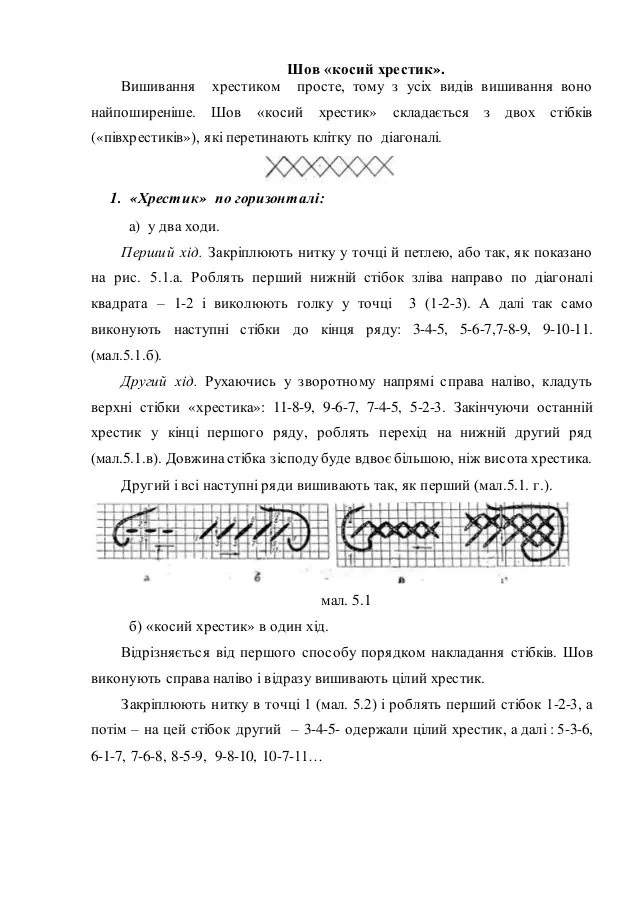 Шов «косий хрестик».
Вишивання хрестиком просте, тому з усіх видів вишивання воно
найпоширеніше. Шов «косий хрестик» складається з двох стібків
(«півхрестиків»), які перетинають клітку по діагоналі.
1. «Хрестик» по горизонталі:
а) у два ходи.
Перший хід. Закріплюють нитку у точці й петлею, або так, як показано
на рис. 5.1.а. Роблять перший нижній стібок зліва направо по діагоналі
квадрата – 1-2 і виколюють голку у точці 3 (1-2-3). А далі так само
виконують наступні стібки до кінця ряду: 3-4-5, 5-6-7,7-8-9, 9-10-11.
(мал.5.1.б).
Другий хід. Рухаючись у зворотному напрямі справа наліво, кладуть
верхні стібки «хрестика»: 11-8-9, 9-6-7, 7-4-5, 5-2-3. Закінчуючи останній
хрестик у кінці першого ряду, роблять перехід на нижній другий ряд
(мал.5.1.в). Довжина стібка зісподу буде вдвоє більшою, ніж висота хрестика.
Другий і всі наступні ряди вишивають так, як перший (мал.5.1. г.).
а б в г
мал. 5.1
б) «косий хрестик» в один хід.
Відрізняється від першого способу порядком накладання стібків. Шов
виконують справа наліво і відразу вишивають цілий хрестик.
Закріплюють нитку в точці 1 (мал. 5.2) і роблять перший стібок 1-2-3, а
потім – на цей стібок другий – 3-4-5- одержали цілий хрестик, а далі : 5-3-6,
6-1-7, 7-6-8, 8-5-9, 9-8-10, 10-7-11…